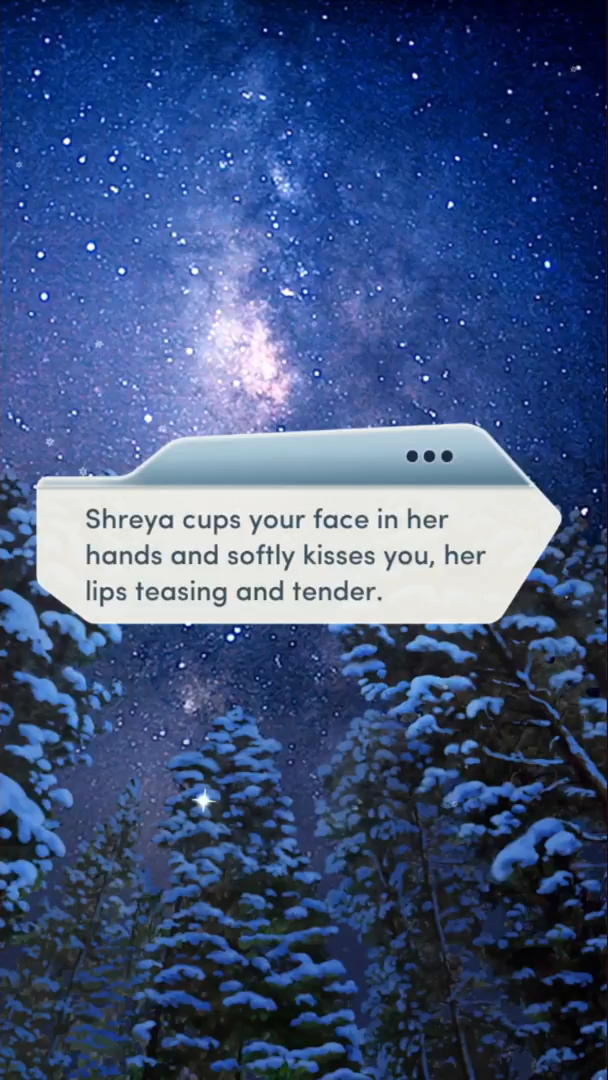 Shreya cups your face in her
hands and softly kisses you, her
lips teasing and tender.